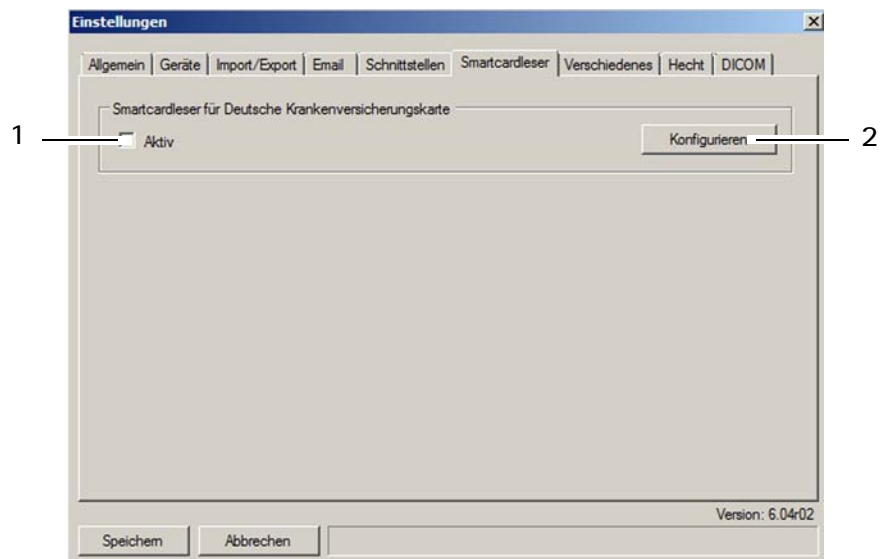 Einstellungen
Allgemein Geräte Import/Export Email Schnittstellen Smartcardleser Verschiedenes Hecht DICOM
Smartcardleser für Deutsche Krankenversicherungskarte
1 Aktiv Konfigurieren 2
Version: 6.04r02
Speichern Abbrechen